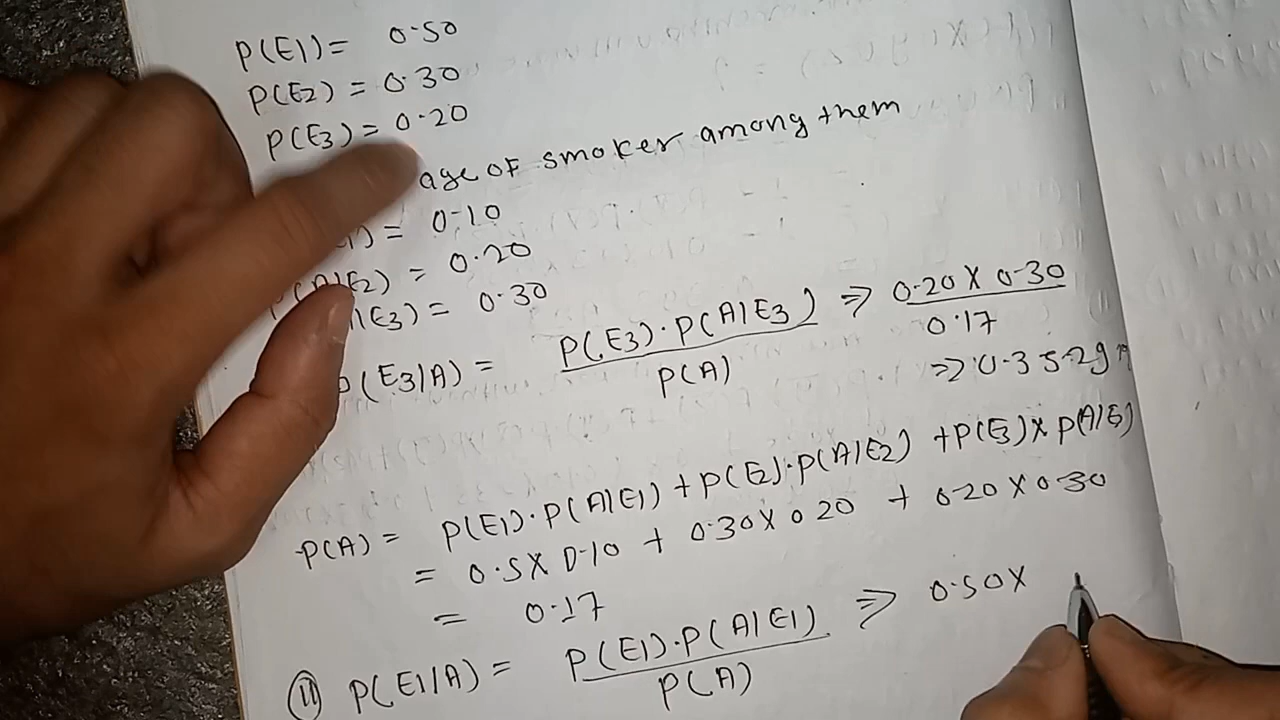 P(E1) = 0.50
P(E2) = 0.30
P(E3) = 0.20
age of smoker among them
1) = 0.10
P(A|E2) = 0.20
A|E3) = 0.30
P(E3|A) = P(E3)·P(A|E3) / P(A) => 0.20 X 0.30 / 0.17
=> 0.3529
P(A) = P(E1)·P(A|E1) + P(E2)·P(A|E2) + P(E3) X P(A|E3)
= 0.5 X 0.10 + 0.30 X 0.20 + 0.20 X 0.30
= 0.17
(ii) P(E1|A) = P(E1)·P(A|E1) / P(A) => 0.50 X